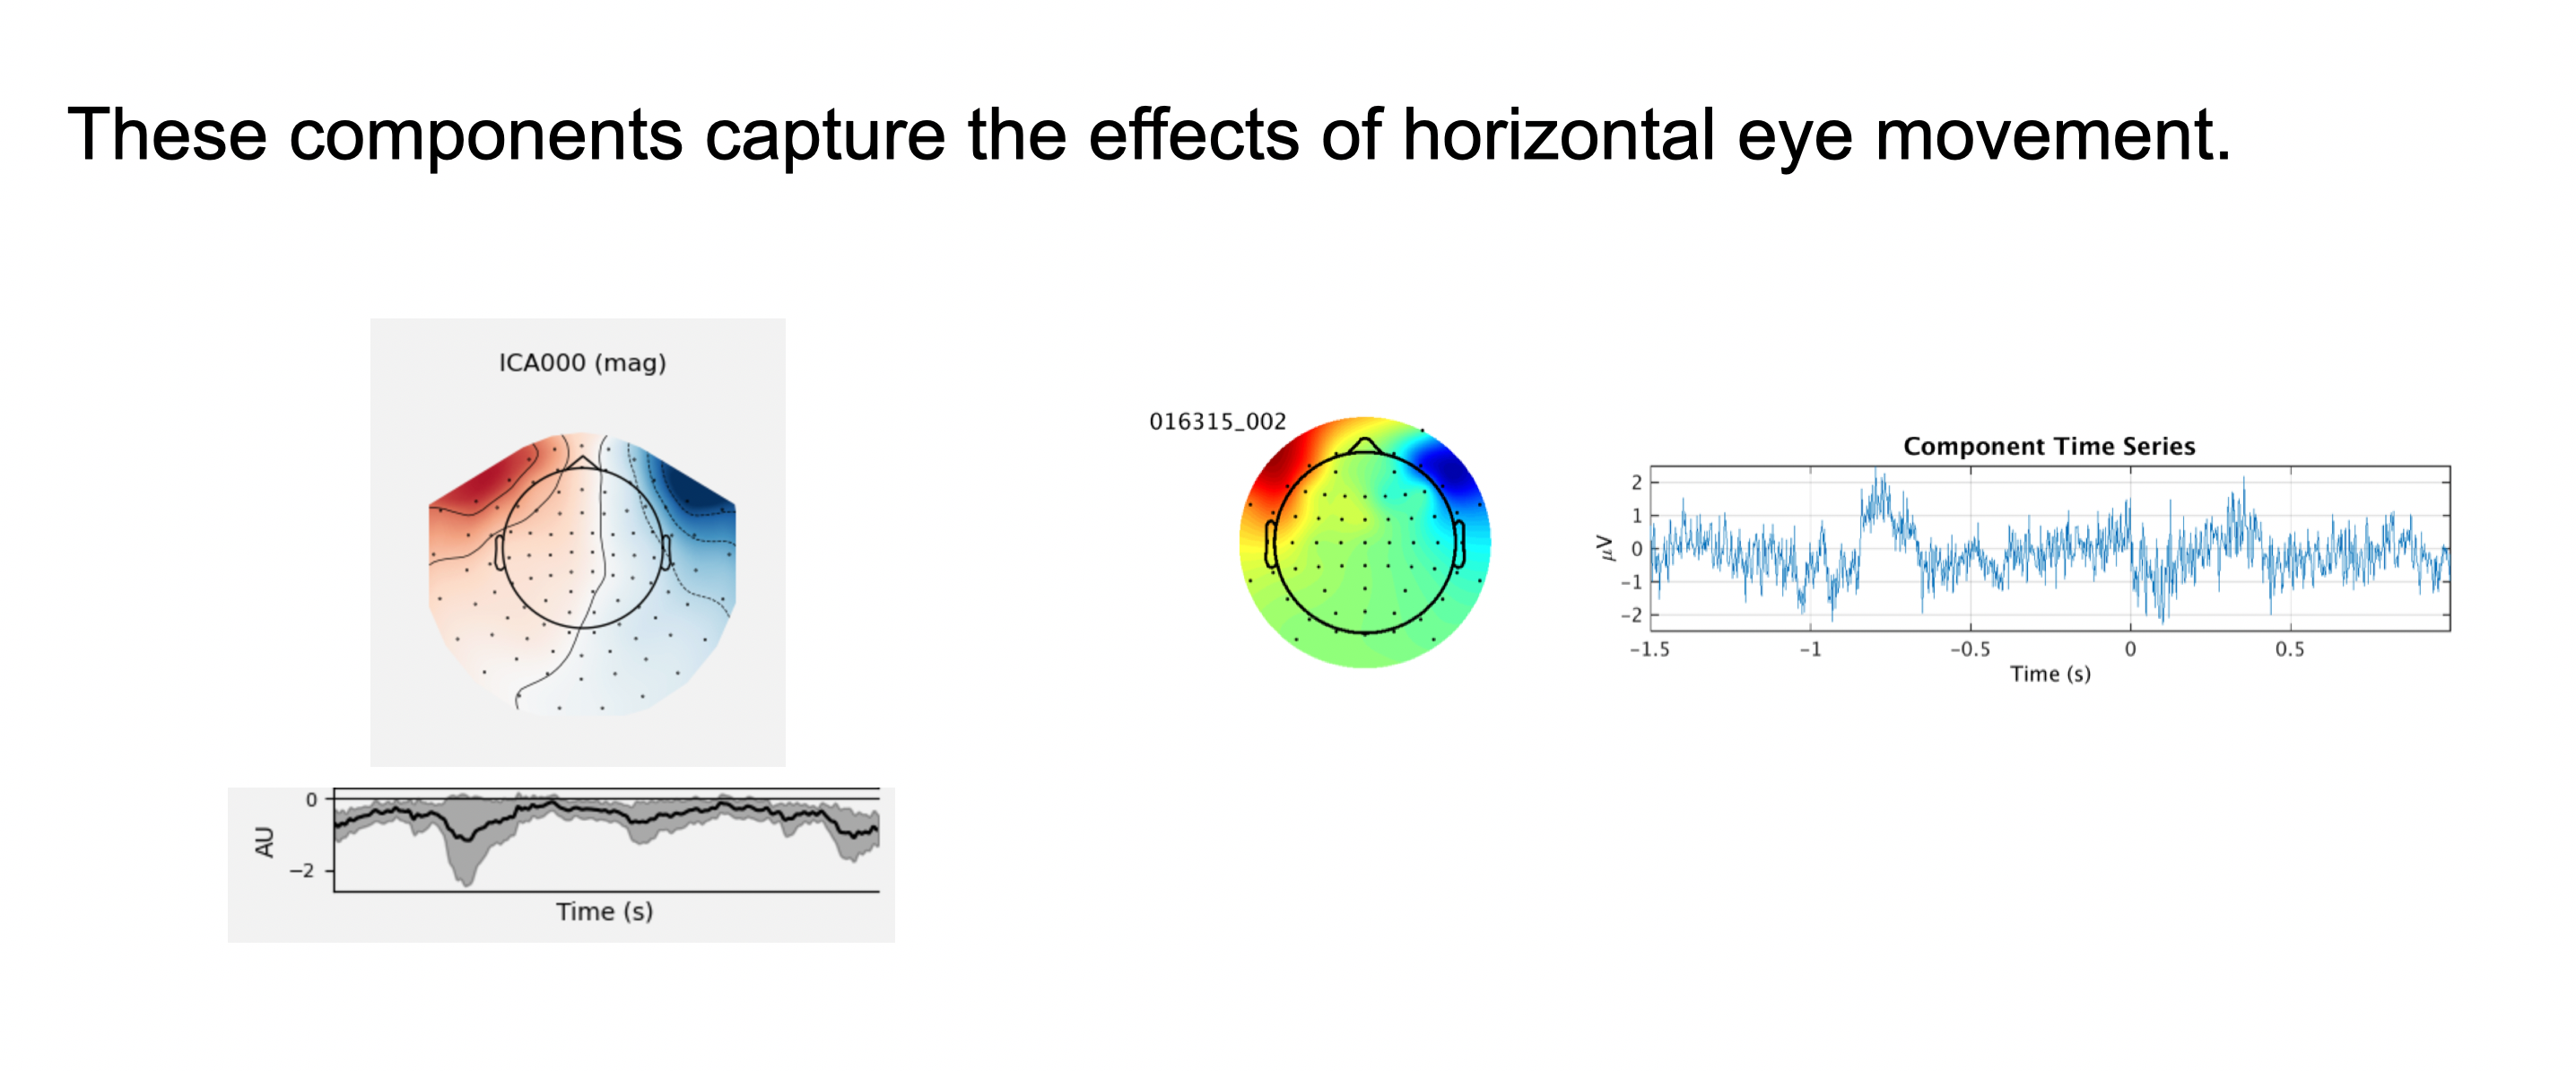 These components capture the effects of horizontal eye movement.
ICA000 (mag)
0
AU
−2
Time (s)
016315_002
Component Time Series
2
1
0
−1
−2
μV
−1.5 −1 −0.5 0 0.5
Time (s)